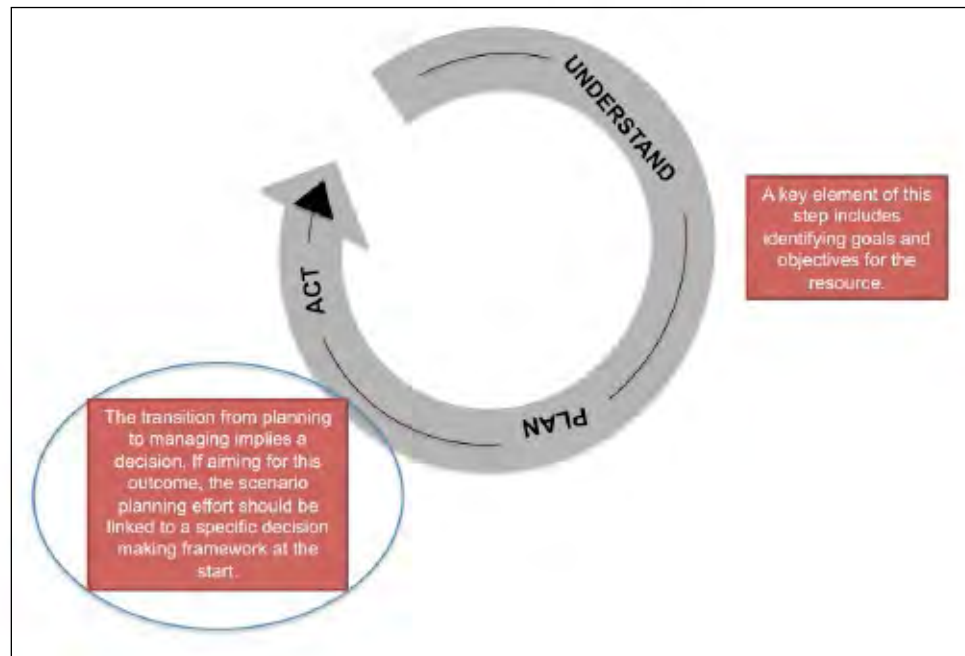 UNDERSTAND
A key element of this
step includes
identifying goals and
objectives for the
resource.
ACT
PLAN
The transition from planning
to managing implies a
decision. If aiming for this
outcome, the scenario
planning effort should be
linked to a specific decision
making framework at the
start.